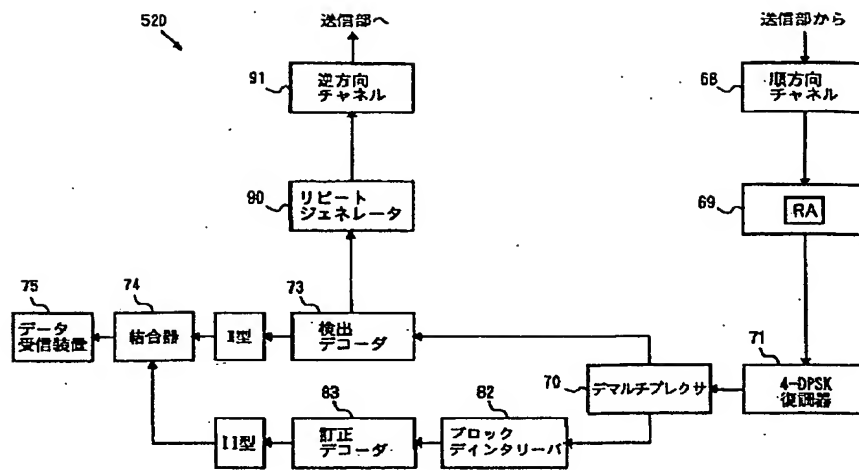 52D
送信部へ
送信部から
91
逆方向
チャネル
68
順方向
チャネル
90
リピート
ジェネレータ
69
RA
75
データ
受信装置
74
結合器
I型
73
検出
デコーダ
70
デマルチプレクサ
71
4-DPSK
復調器
II型
83
訂正
デコーダ
82
ブロック
デインタリーバ